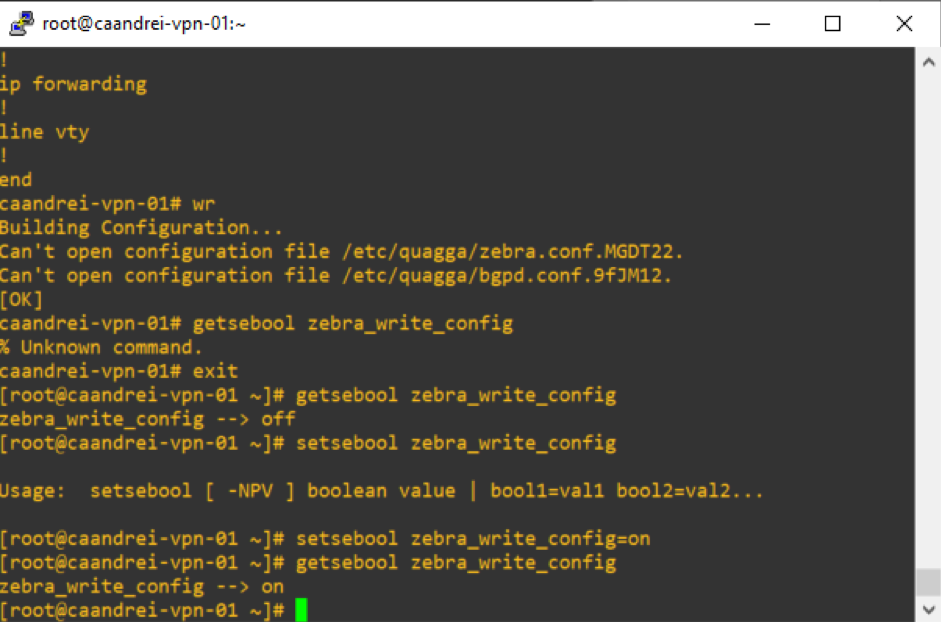 root@caandrei-vpn-01:~
!
ip forwarding
!
line vty
!
end
caandrei-vpn-01# wr
Building Configuration...
Can't open configuration file /etc/quagga/zebra.conf.MGDT22.
Can't open configuration file /etc/quagga/bgpd.conf.9fJM12.
[OK]
caandrei-vpn-01# getsebool zebra_write_config
% Unknown command.
caandrei-vpn-01# exit
[root@caandrei-vpn-01 ~]# getsebool zebra_write_config
zebra_write_config --> off
[root@caandrei-vpn-01 ~]# setsebool zebra_write_config
Usage:  setsebool [ -NPV ] boolean value | bool1=val1 bool2=val2...
[root@caandrei-vpn-01 ~]# setsebool zebra_write_config=on
[root@caandrei-vpn-01 ~]# getsebool zebra_write_config
zebra_write_config --> on
[root@caandrei-vpn-01 ~]#